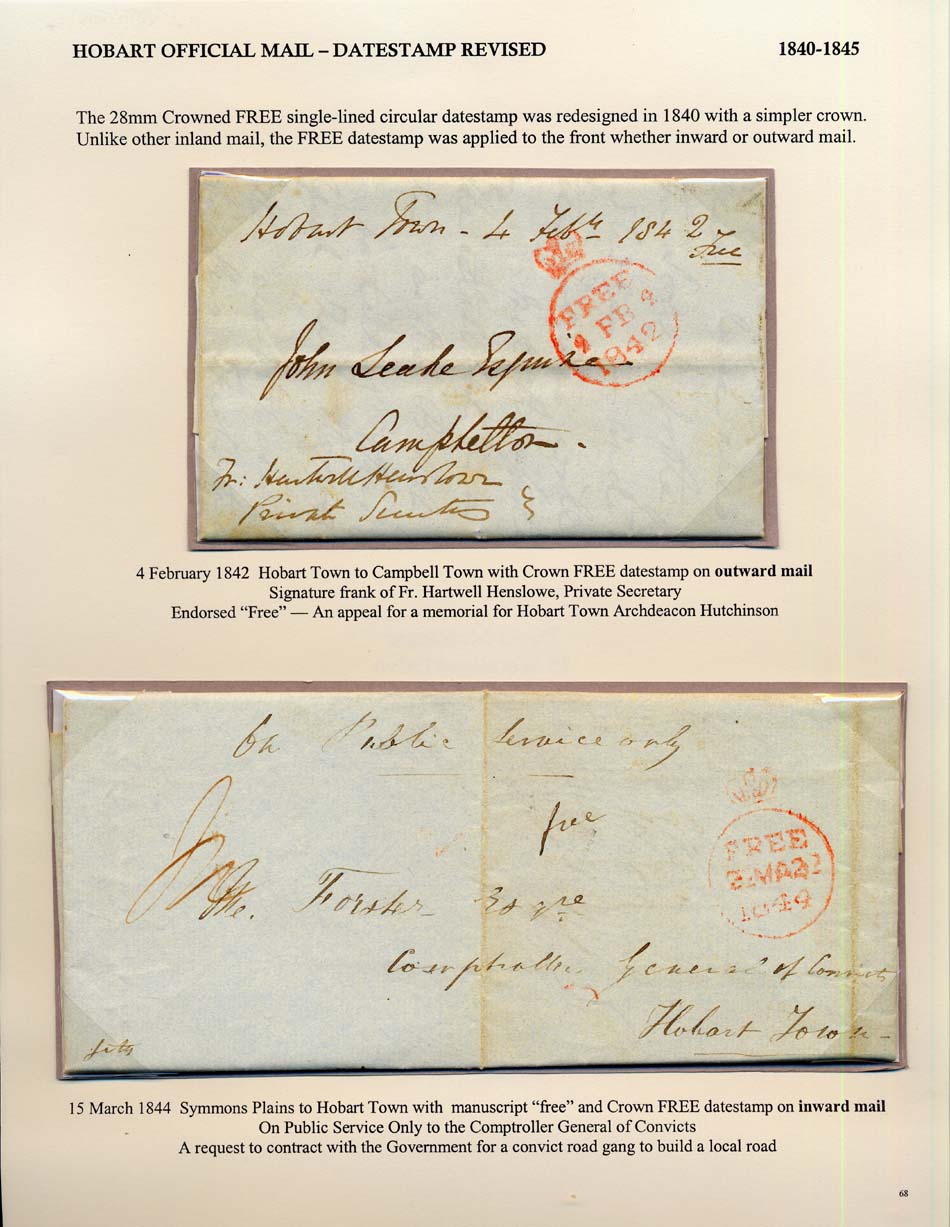 HOBART OFFICIAL MAIL – DATESTAMP REVISED 1840-1845
The 28mm Crowned FREE single-lined circular datestamp was redesigned in 1840 with a simpler crown.
Unlike other inland mail, the FREE datestamp was applied to the front whether inward or outward mail.
Hobart Town - 4 Feby 1842
Free
FREE
4 FB 4
1842
John Leake Esquire
Campbellton -
Fr: Hartwell Henslowe
Private Secretary
4 February 1842 Hobart Town to Campbell Town with Crown FREE datestamp on outward mail
Signature frank of Fr. Hartwell Henslowe, Private Secretary
Endorsed “Free” — An appeal for a memorial for Hobart Town Archdeacon Hutchinson
On Public Service only
free
FREE
MA
1844
Forster Esqre
Comptroller General of Convicts
Hobart Town -
15 March 1844 Symmons Plains to Hobart Town with manuscript “free” and Crown FREE datestamp on inward mail
On Public Service Only to the Comptroller General of Convicts
A request to contract with the Government for a convict road gang to build a local road
68